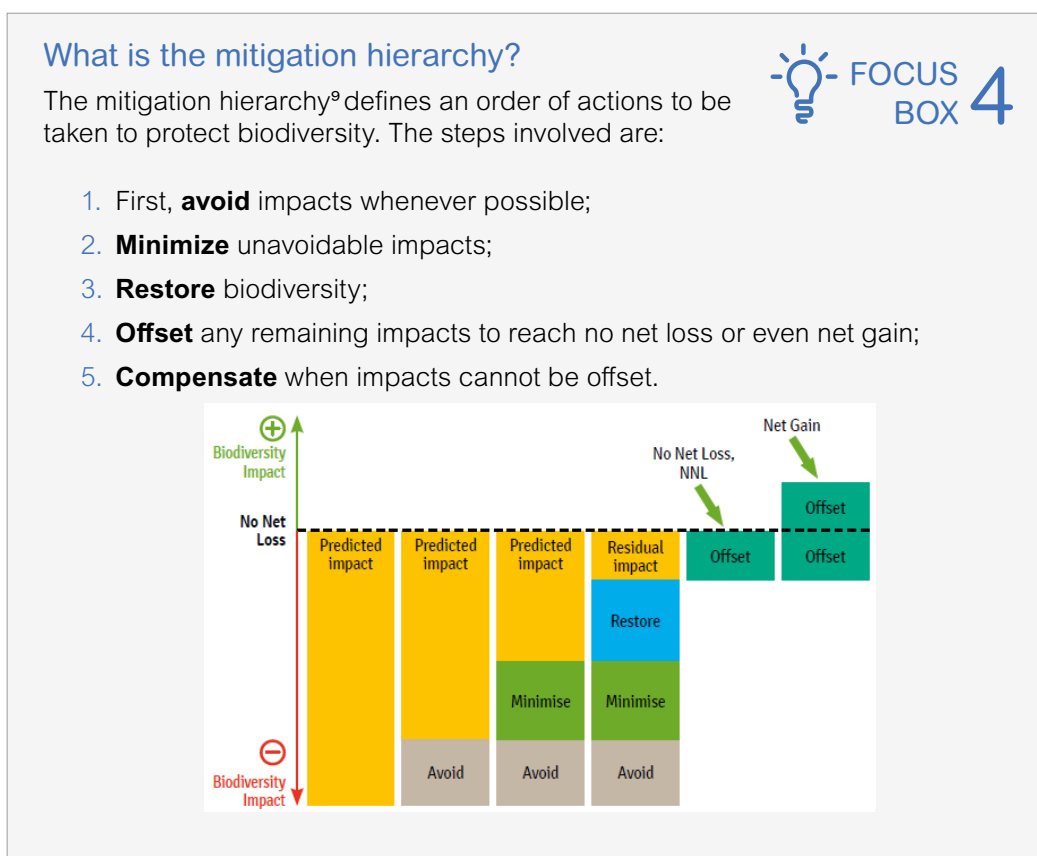 What is the mitigation hierarchy?
FOCUS
BOX 4
The mitigation hierarchy⁹ defines an order of actions to be
taken to protect biodiversity. The steps involved are:
1. First, avoid impacts whenever possible;
2. Minimize unavoidable impacts;
3. Restore biodiversity;
4. Offset any remaining impacts to reach no net loss or even net gain;
5. Compensate when impacts cannot be offset.
Biodiversity
Impact
No Net
Loss
Biodiversity
Impact
Predicted
impact
Predicted
impact
Avoid
Predicted
impact
Minimise
Avoid
Residual
impact
Restore
Minimise
Avoid
No Net Loss,
NNL
Offset
Net Gain
Offset
Offset